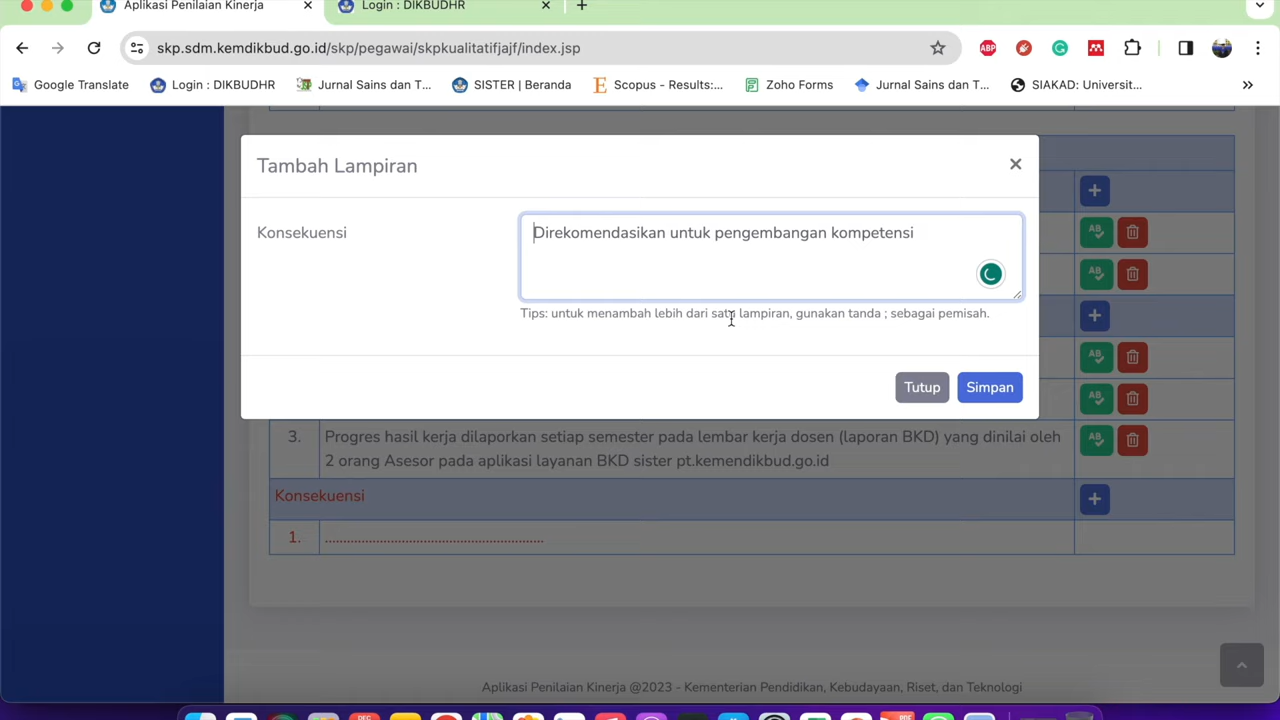 Aplikasi Penilaian Kinerja
Login : DIKBUDHR
skp.sdm.kemdikbud.go.id/skp/pegawai/skpkualitatifjajf/index.jsp
ABP
Google Translate
Login : DIKBUDHR
Jurnal Sains dan T...
SISTER | Beranda
Scopus - Results:...
Zoho Forms
Jurnal Sains dan T...
SIAKAD: Universit...
Tambah Lampiran
Konsekuensi
Direkomendasikan untuk pengembangan kompetensi
Tips: untuk menambah lebih dari satu lampiran, gunakan tanda ; sebagai pemisah.
Tutup
Simpan
3. Progres hasil kerja dilaporkan setiap semester pada lembar kerja dosen (laporan BKD) yang dinilai oleh
2 orang Asesor pada aplikasi layanan BKD sister pt.kemendikbud.go.id
Konsekuensi
1. ............................................................
Aplikasi Penilaian Kinerja @2023 - Kementerian Pendidikan, Kebudayaan, Riset, dan Teknologi